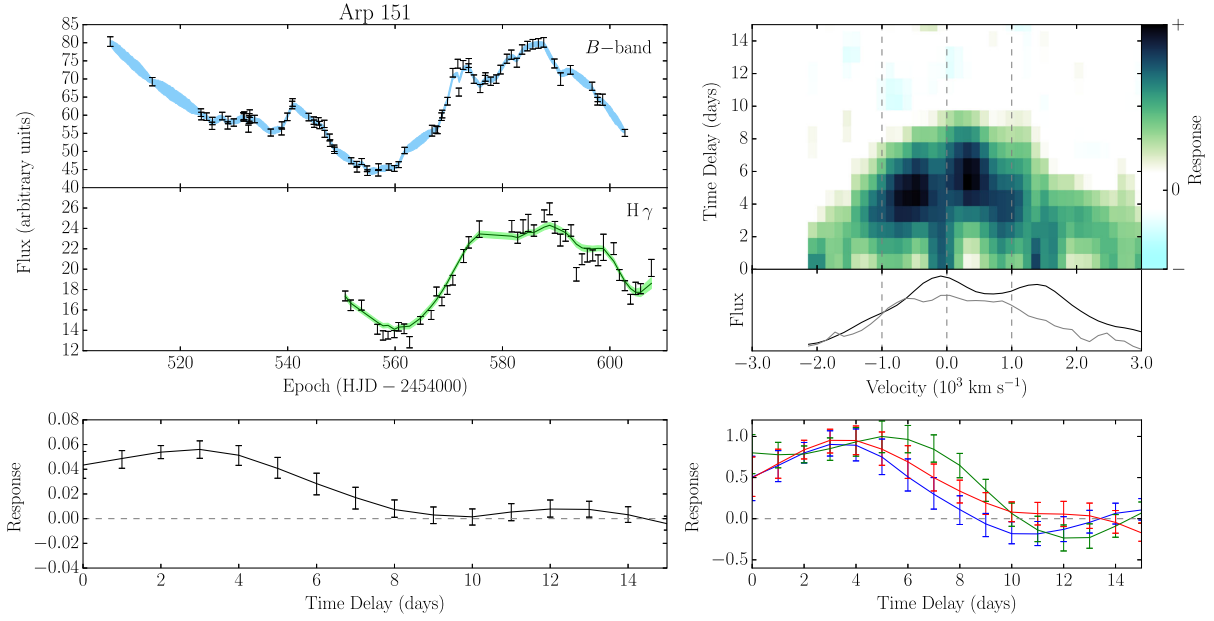 Arp 151
B−band
85
80
75
70
65
60
55
50
45
40
Hγ
26
24
22
20
18
16
14
12
Flux (arbitrary units)
520 540 560 580 600
Epoch (HJD − 2454000)
14
12
10
8
6
4
2
0
Time Delay (days)
+
0
−
Response
Flux
−3.0 −2.0 −1.0 0.0 1.0 2.0 3.0
Velocity (10³ km s⁻¹)
0.08
0.06
0.04
0.02
0.00
−0.02
−0.04
Response
0 2 4 6 8 10 12 14
Time Delay (days)
1.0
0.5
0.0
−0.5
Response
0 2 4 6 8 10 12 14
Time Delay (days)